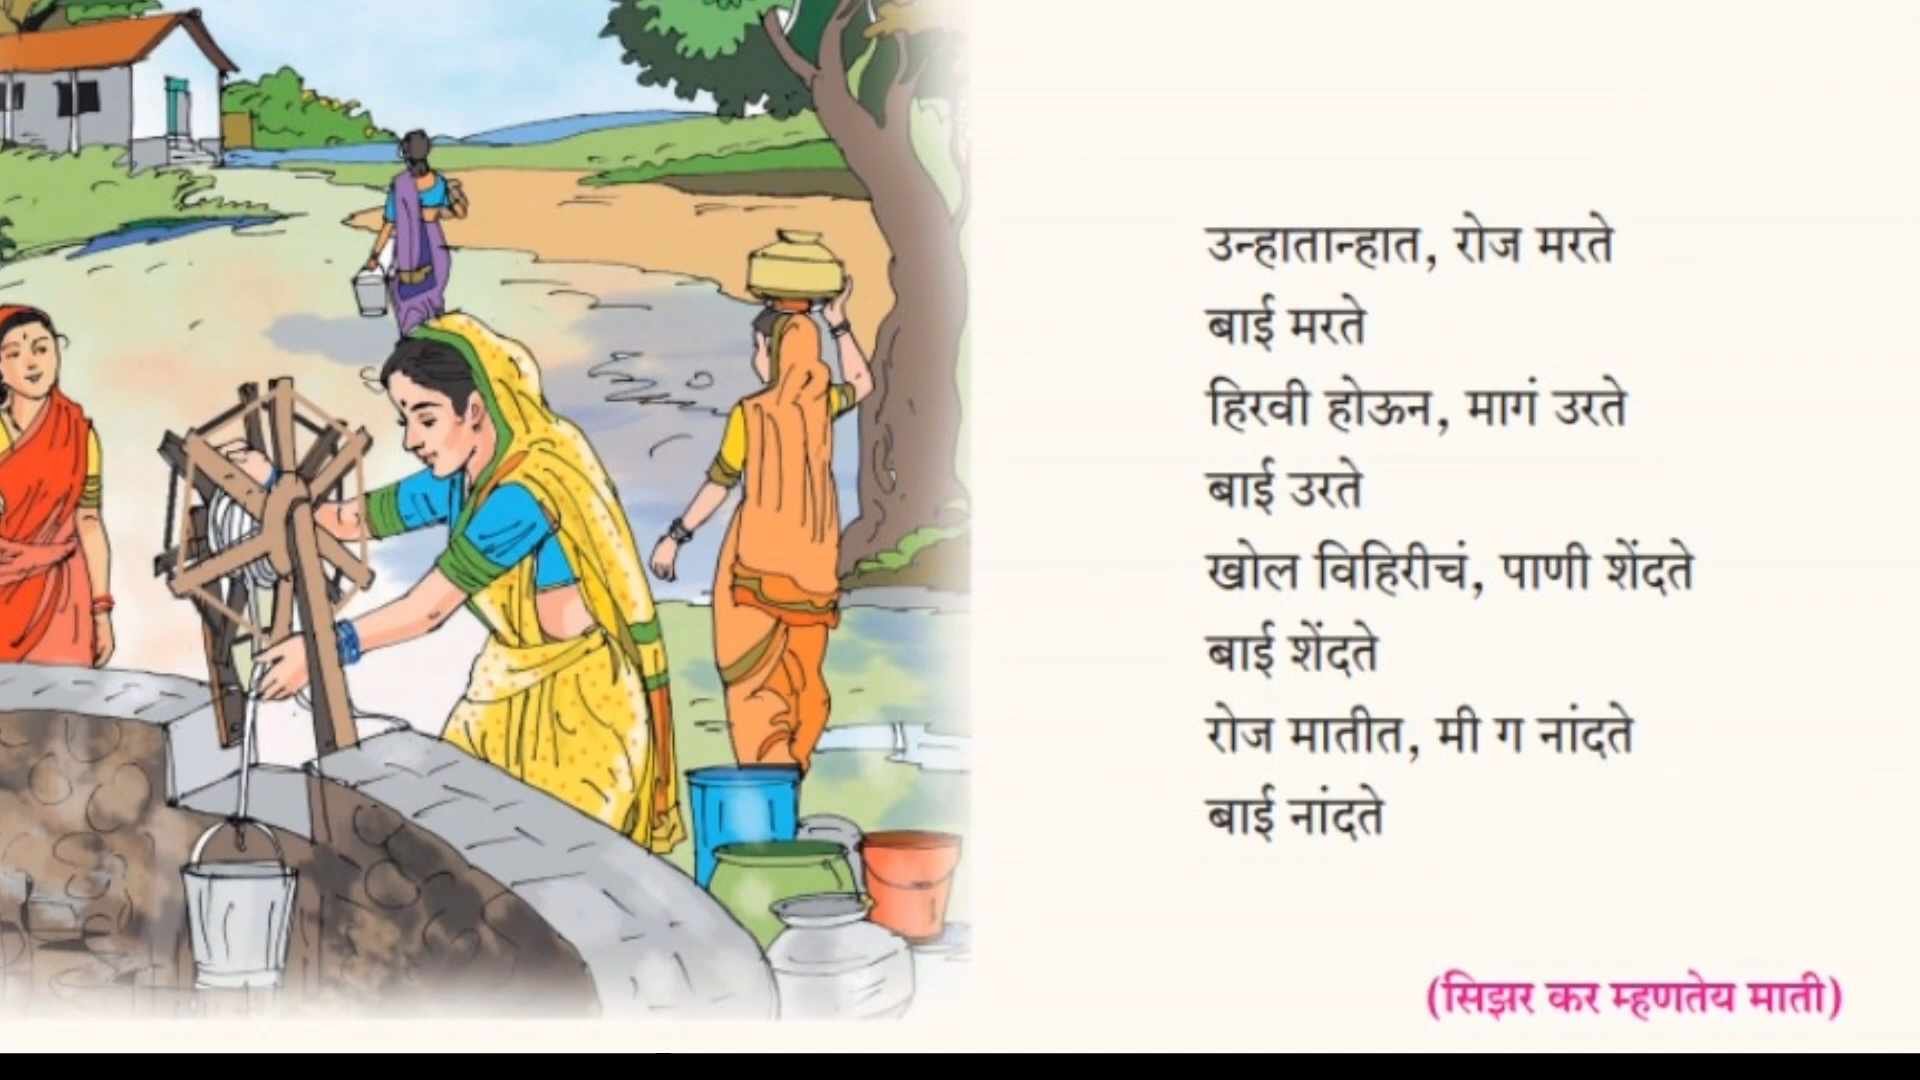 उन्हातान्हात, रोज मरते
बाई मरते
हिरवी होऊन, मागं उरते
बाई उरते
खोल विहिरीचं, पाणी शेंदते
बाई शेंदते
रोज मातीत, मी ग नांदते
बाई नांदते
(सिझर कर म्हणतेय माती)